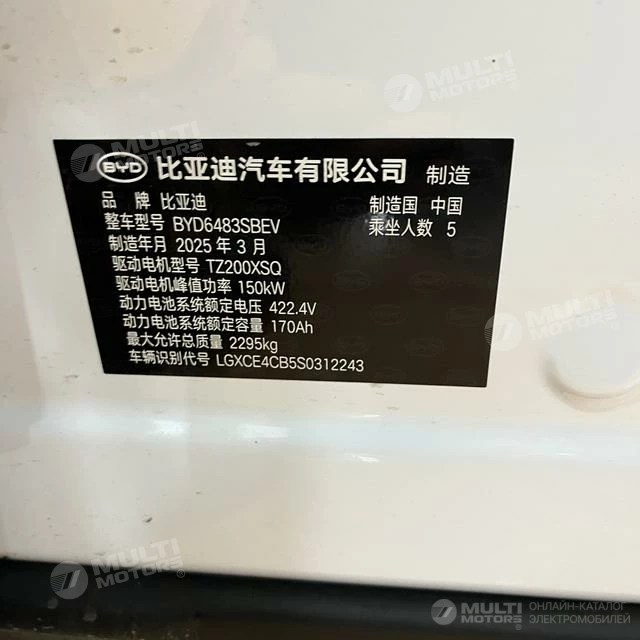 BYD 比亚迪汽车有限公司 制造
品 牌 比亚迪 制造国 中国
整车型号 BYD6483SBEV 乘坐人数 5
制造年月 2025 年 3 月
驱动电机型号 TZ200XSQ
驱动电机峰值功率 150kW
动力电池系统额定电压 422.4V
动力电池系统额定容量 170Ah
最大允许总质量 2295kg
车辆识别代号 LGXCE4CB5S0312243
MULTI MOTORS®
MULTI MOTORS®
MULTI MOTORS®
MULTI MOTORS®
MULTI MOTORS® ОНЛАЙН-КАТАЛОГ ЭЛЕКТРОМОБИЛЕЙ